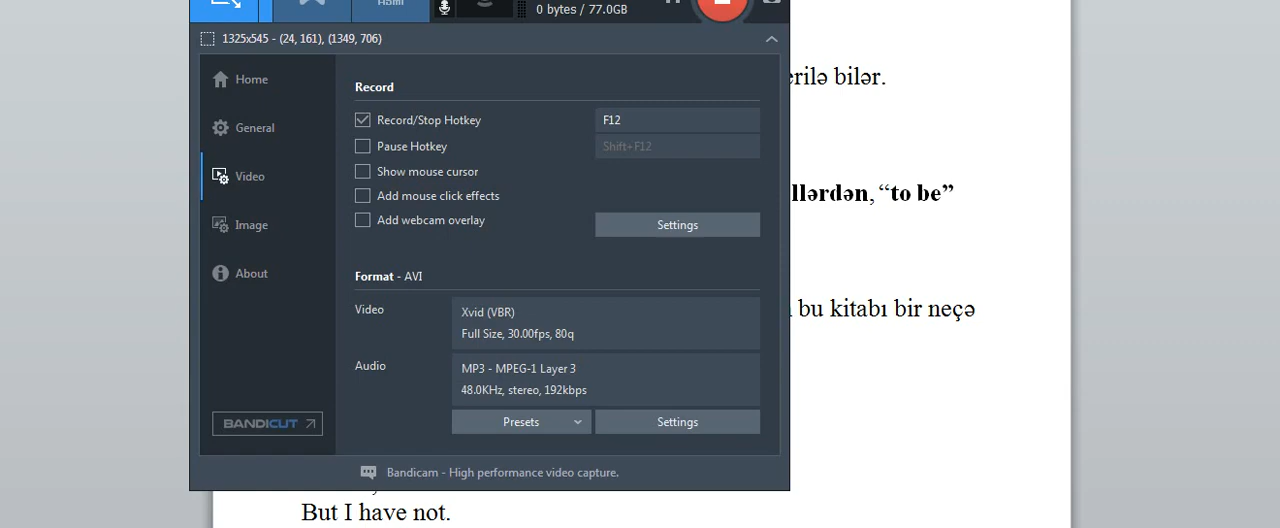 HDMI
0 bytes / 77.0GB
1325x545 - (24, 161), (1349, 706)
Home
General
Video
Image
About
BANDICUT
Record
Record/Stop Hotkey
F12
Pause Hotkey
Shift+F12
Show mouse cursor
Add mouse click effects
Add webcam overlay
Settings
Format - AVI
Video
Xvid (VBR)
Full Size, 30.00fps, 80q
Audio
MP3 - MPEG-1 Layer 3
48.0KHz, stereo, 192kbps
Presets
Settings
Bandicam - High performance video capture.
erilə bilər.
llərdən, “to be”
bu kitabı bir neçə
But I have not.